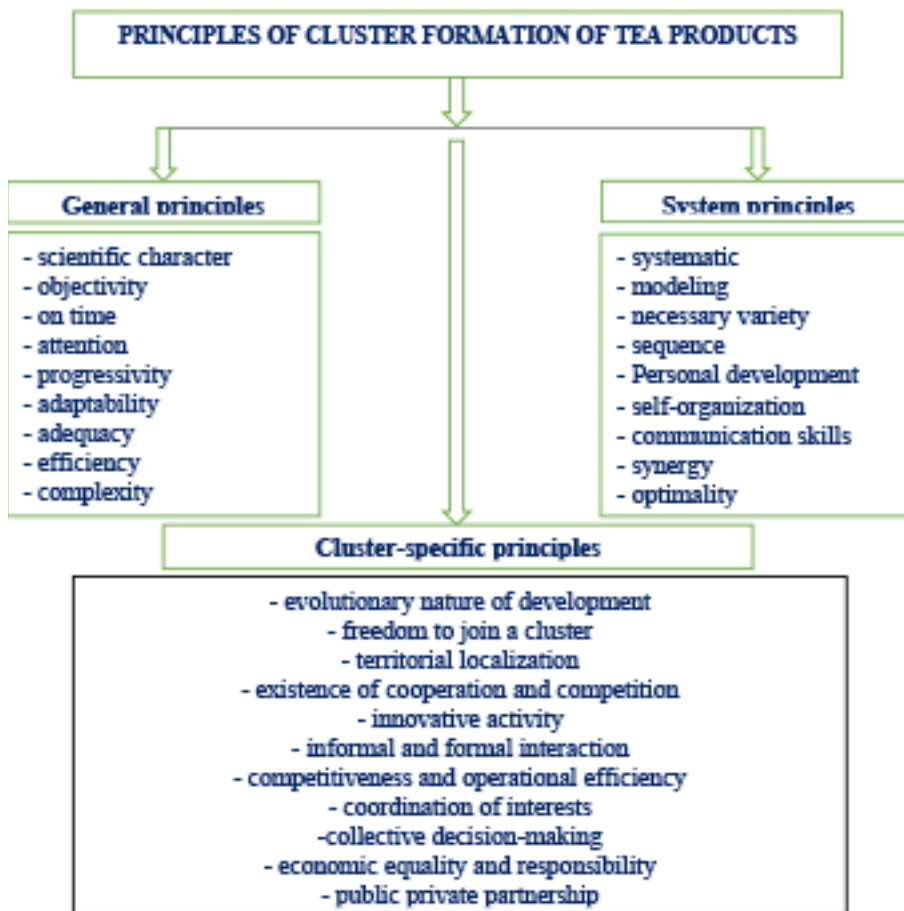 PRINCIPLES OF CLUSTER FORMATION OF TEA PRODUCTS
General principles
- scientific character
- objectivity
- on time
- attention
- progressivity
- adaptability
- adequacy
- efficiency
- complexity
System principles
- systematic
- modeling
- necessary variety
- sequence
- Personal development
- self-organization
- communication skills
- synergy
- optimality
Cluster-specific principles
- evolutionary nature of development
- freedom to join a cluster
- territorial localization
- existence of cooperation and competition
- innovative activity
- informal and formal interaction
- competitiveness and operational efficiency
- coordination of interests
-collective decision-making
- economic equality and responsibility
- public private partnership